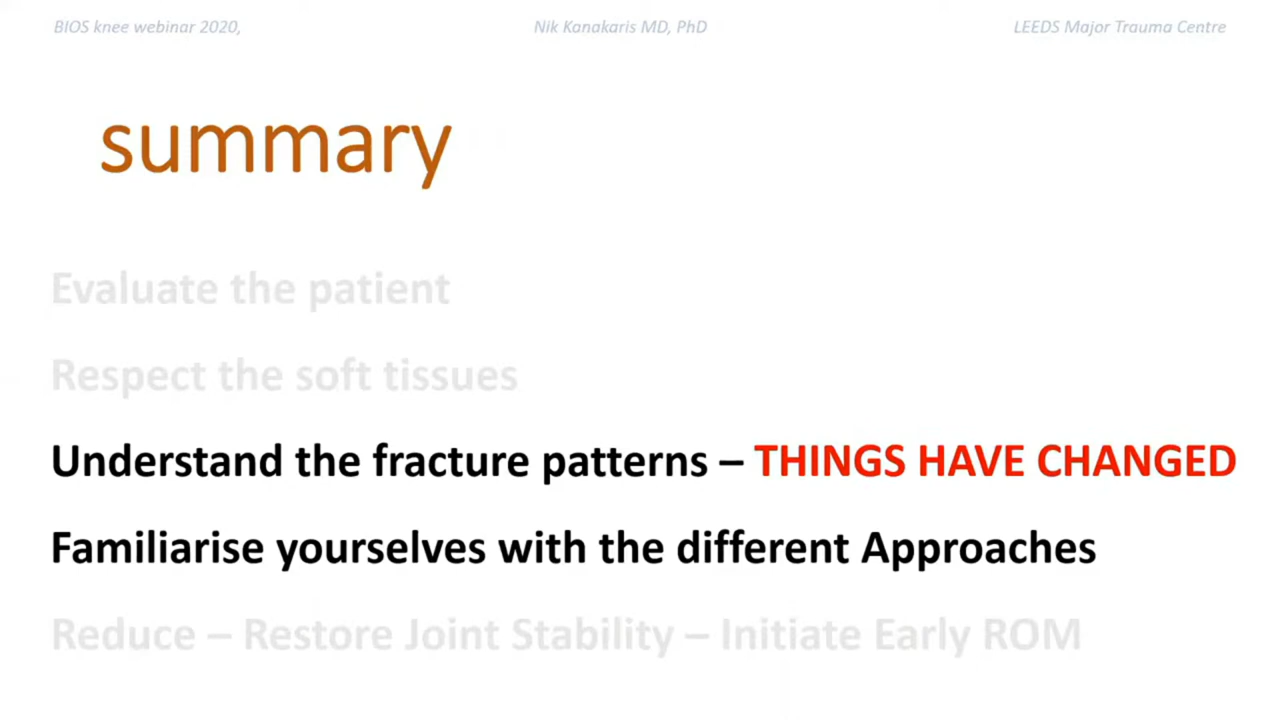 BIOS knee webinar 2020, Nik Kanakaris MD, PhD LEEDS Major Trauma Centre
summary
Evaluate the patient
Respect the soft tissues
Understand the fracture patterns – THINGS HAVE CHANGED
Familiarise yourselves with the different Approaches
Reduce – Restore Joint Stability – Initiate Early ROM